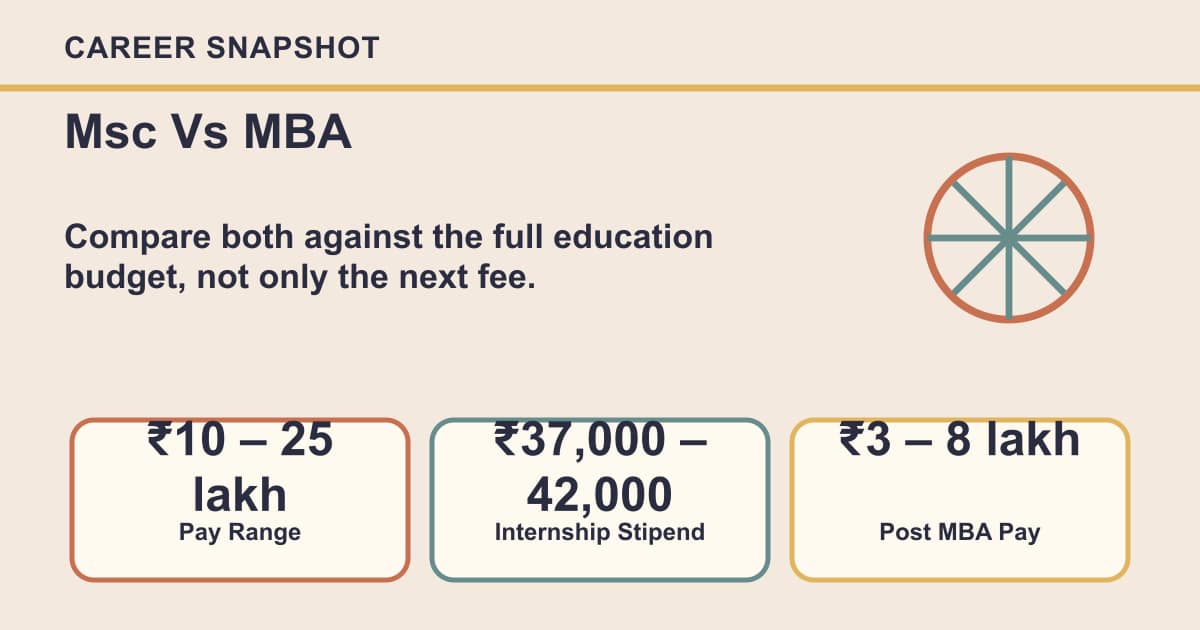 CAREER SNAPSHOT
Msc Vs MBA
Compare both against the full education
budget, not only the next fee.
₹10 – 25
lakh
Pay Range
₹37,000 –
42,000
Internship Stipend
₹3 – 8 lakh
Post MBA Pay